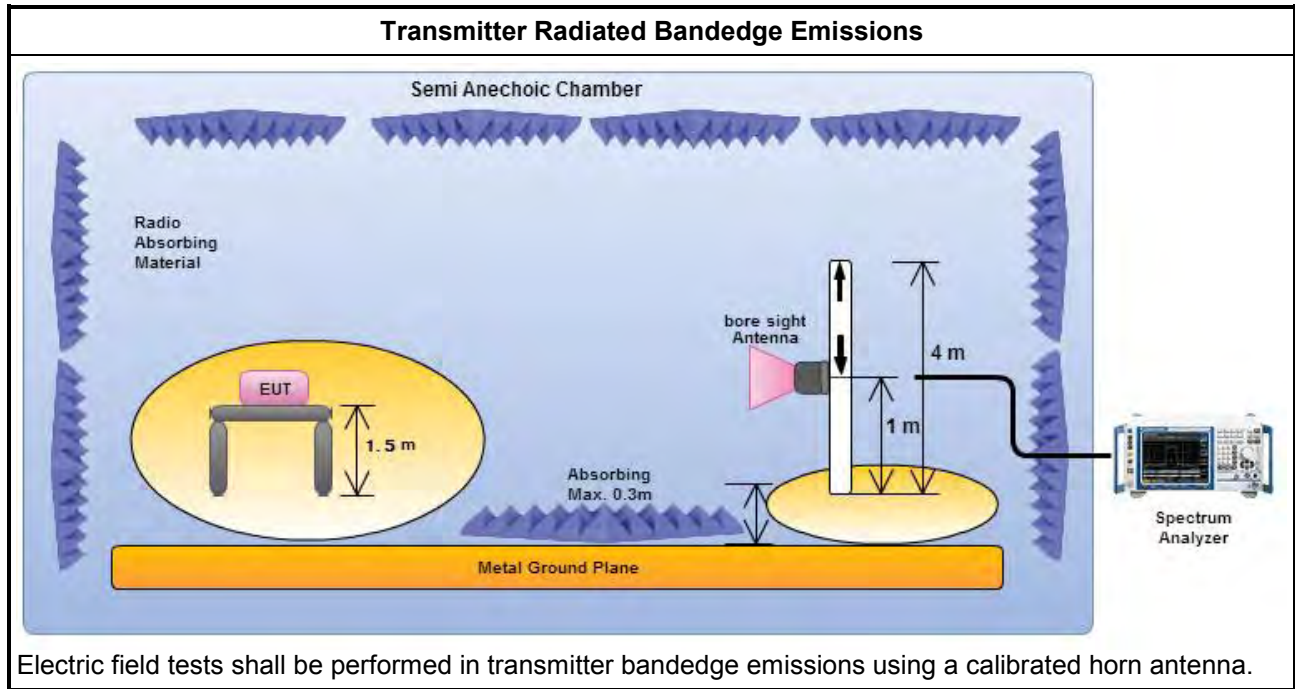 Transmitter Radiated Bandedge Emissions
Semi Anechoic Chamber
Radio
Absorbing
Material
bore sight
Antenna
4 m
EUT
1.5 m
1 m
Absorbing
Max. 0.3m
Spectrum
Analyzer
Metal Ground Plane
Electric field tests shall be performed in transmitter bandedge emissions using a calibrated horn antenna.